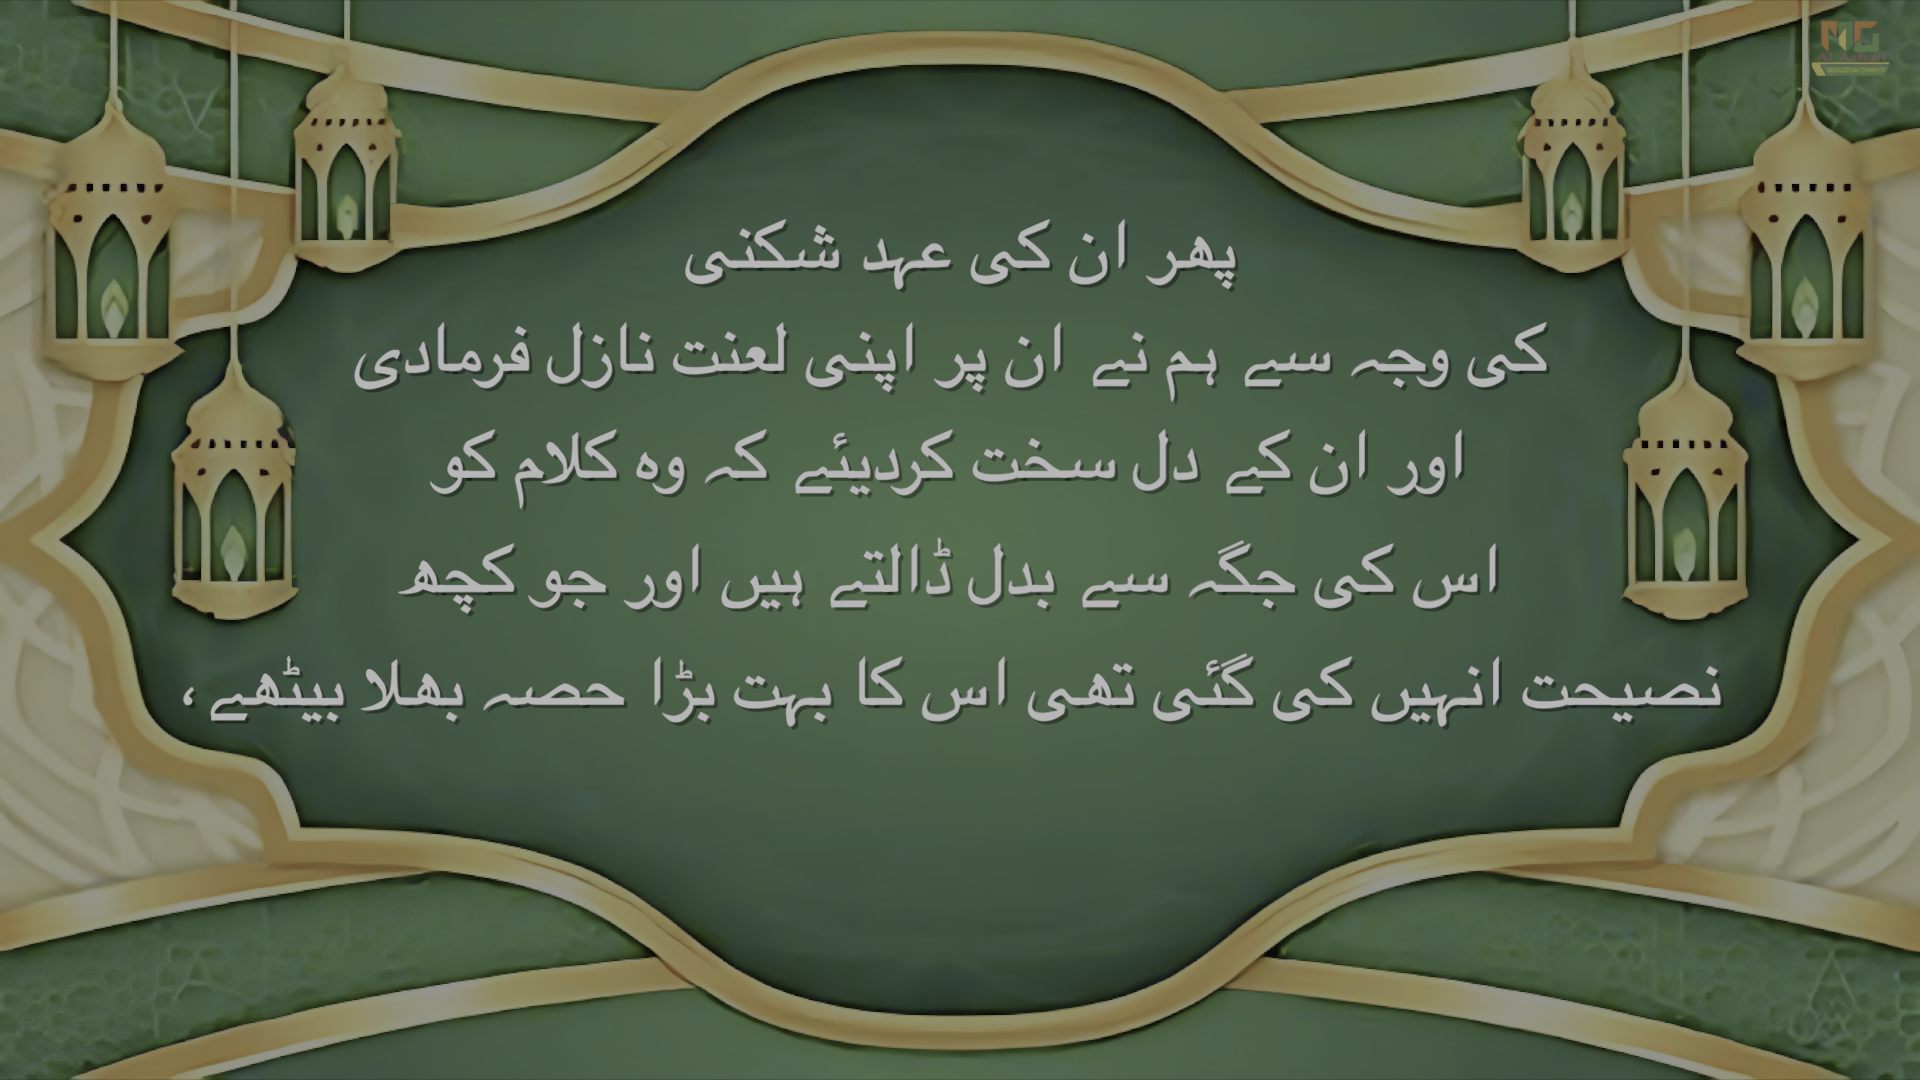 پھر ان کی عہد شکنی
کی وجہ سے ہم نے ان پر اپنی لعنت نازل فرمادی
اور ان کے دل سخت کردیئے کہ وہ کلام کو
اس کی جگہ سے بدل ڈالتے ہیں اور جو کچھ
نصیحت انہیں کی گئی تھی اس کا بہت بڑا حصہ بھلا بیٹھے،